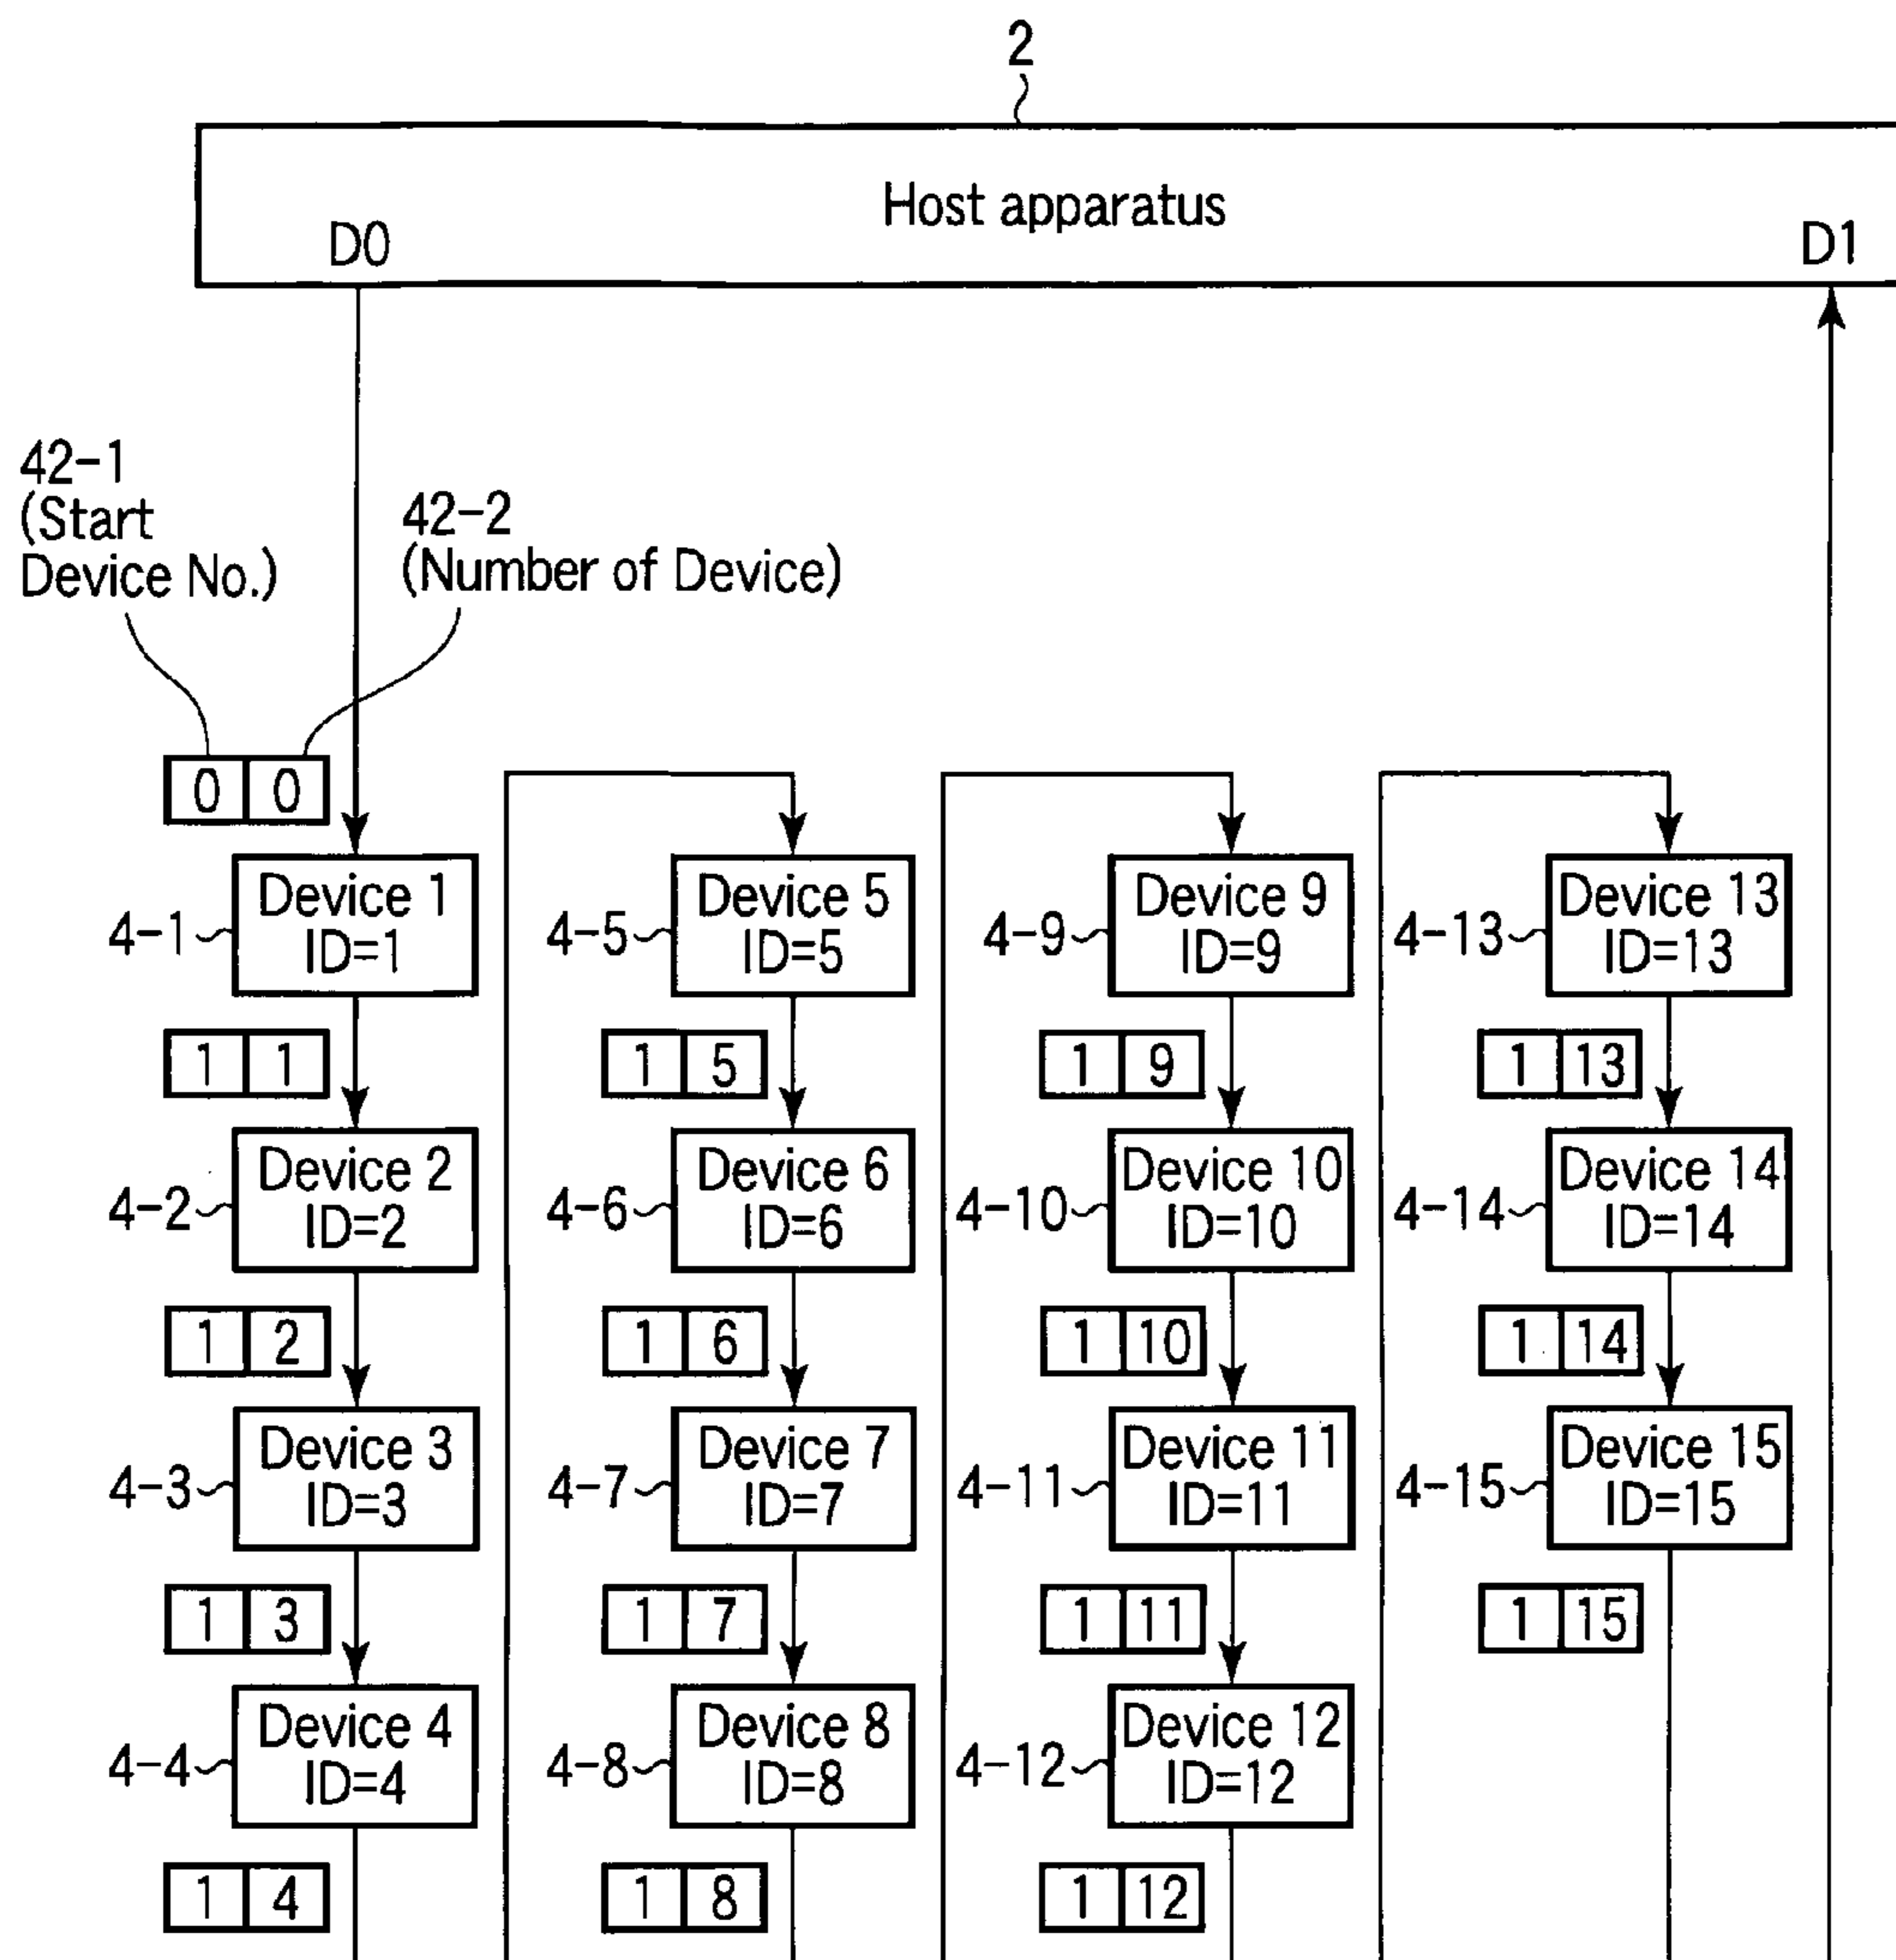 2
Host apparatus
D0
D1
42-1
(Start
Device No.)
42-2
(Number of Device)
0 0
Device 1
ID=1
4-1
1 1
Device 2
ID=2
4-2
1 2
Device 3
ID=3
4-3
1 3
Device 4
ID=4
4-4
1 4
Device 5
ID=5
4-5
1 5
Device 6
ID=6
4-6
1 6
Device 7
ID=7
4-7
1 7
Device 8
ID=8
4-8
1 8
Device 9
ID=9
4-9
1 9
Device 10
ID=10
4-10
1 10
Device 11
ID=11
4-11
1 11
Device 12
ID=12
4-12
1 12
Device 13
ID=13
4-13
1 13
Device 14
ID=14
4-14
1 14
Device 15
ID=15
4-15
1 15